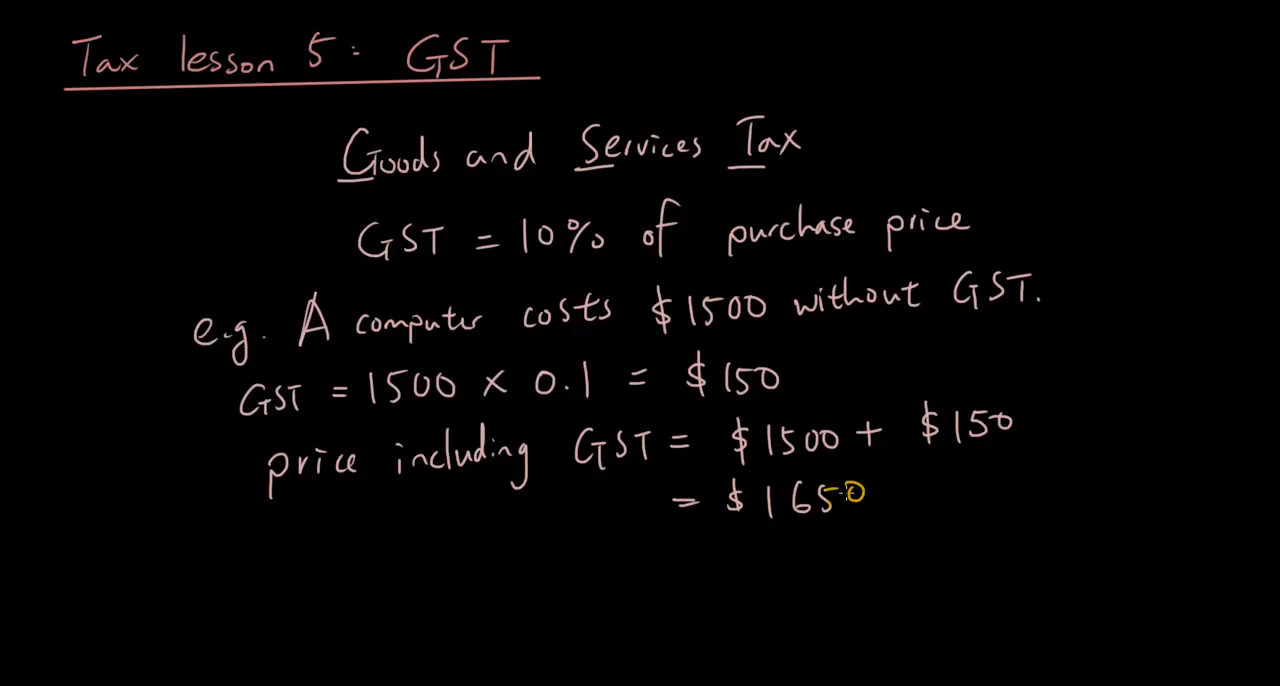 Tax lesson 5: GST
Goods and Services Tax
GST = 10% of purchase price
e.g. A computer costs $1500 without GST.
GST = 1500 × 0.1 = $150
price including GST = $1500 + $150
= $1650